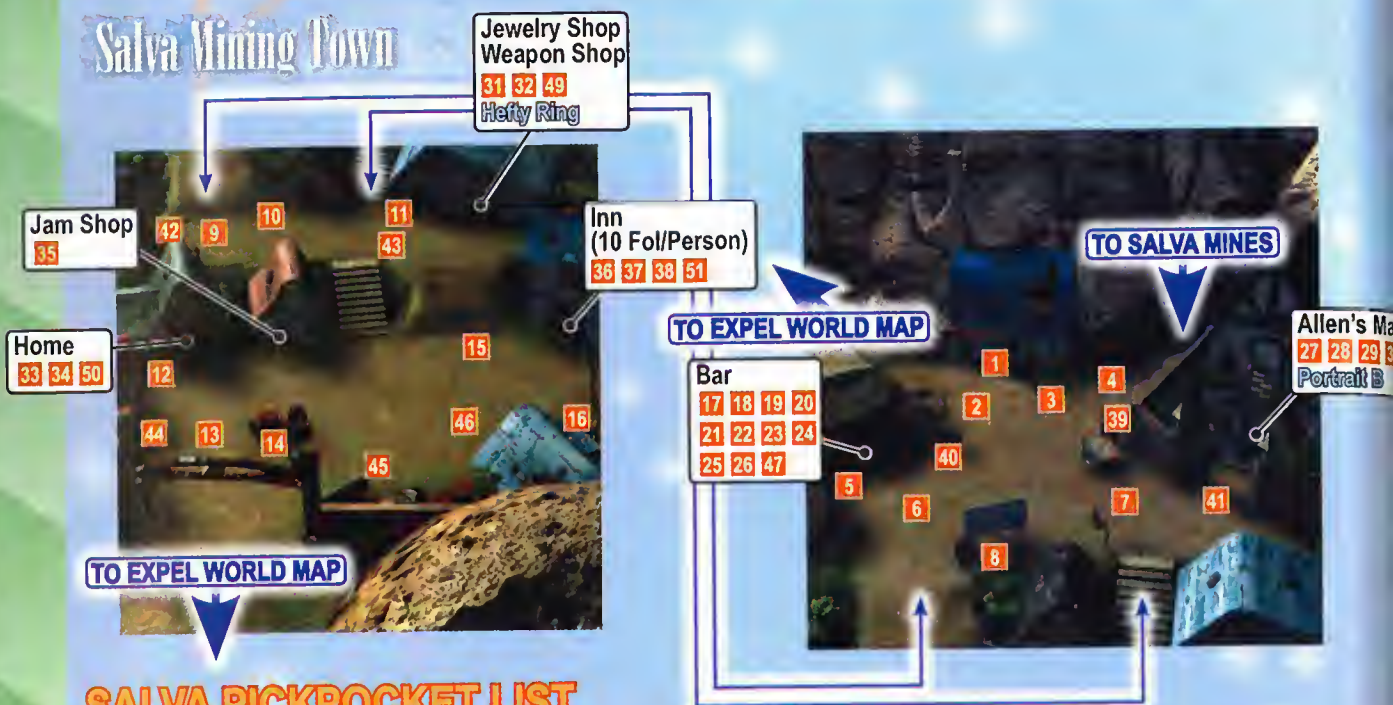 Salva Mining Town
Jewelry Shop
Weapon Shop
31 32 49
Hefty Ring
42 9 10 11
43
Jam Shop
35
Inn
(10 Fol/Person)
36 37 38 51
Home
33 34 50
12
15
44 13 14
45
46
16
TO EXPEL WORLD MAP
TO EXPEL WORLD MAP
TO SALVA MINES
Allen's
27 28 29
Portrait B
Bar
17 18 19 20
21 22 23 24
25 26 47
1
2
3
4
39
40
5
6
7
41
8
SALVA PICKPOCKET LIST